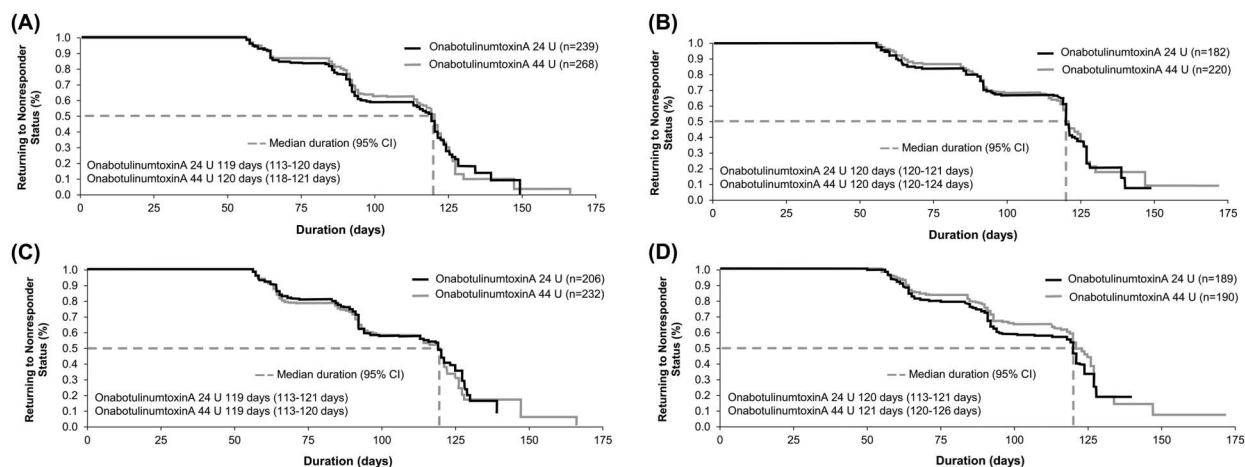 (A)
Returning to Nonresponder
Status (%)
1.0
0.9
0.8
0.7
0.6
0.5
0.4
0.3
0.2
0.1
0.0
OnabotulinumtoxinA 24 U (n=239)
OnabotulinumtoxinA 44 U (n=268)
Median duration (95% CI)
OnabotulinumtoxinA 24 U 119 days (113-120 days)
OnabotulinumtoxinA 44 U 120 days (118-121 days)
0 25 50 75 100 125 150 175
Duration (days)
(B)
Returning to Nonresponder
Status (%)
1.0
0.9
0.8
0.7
0.6
0.5
0.4
0.3
0.2
0.1
0.0
OnabotulinumtoxinA 24 U (n=182)
OnabotulinumtoxinA 44 U (n=220)
Median duration (95% CI)
OnabotulinumtoxinA 24 U 120 days (120-121 days)
OnabotulinumtoxinA 44 U 120 days (120-124 days)
0 25 50 75 100 125 150 175
Duration (days)
(C)
Returning to Nonresponder
Status (%)
1.0
0.9
0.8
0.7
0.6
0.5
0.4
0.3
0.2
0.1
0.0
OnabotulinumtoxinA 24 U (n=206)
OnabotulinumtoxinA 44 U (n=232)
Median duration (95% CI)
OnabotulinumtoxinA 24 U 119 days (113-121 days)
OnabotulinumtoxinA 44 U 119 days (113-120 days)
0 25 50 75 100 125 150 175
Duration (days)
(D)
Returning to Nonresponder
Status (%)
1.0
0.9
0.8
0.7
0.6
0.5
0.4
0.3
0.2
0.1
0.0
OnabotulinumtoxinA 24 U (n=189)
OnabotulinumtoxinA 44 U (n=190)
Median duration (95% CI)
OnabotulinumtoxinA 24 U 120 days (113-121 days)
OnabotulinumtoxinA 44 U 121 days (120-126 days)
0 25 50 75 100 125 150 175
Duration (days)